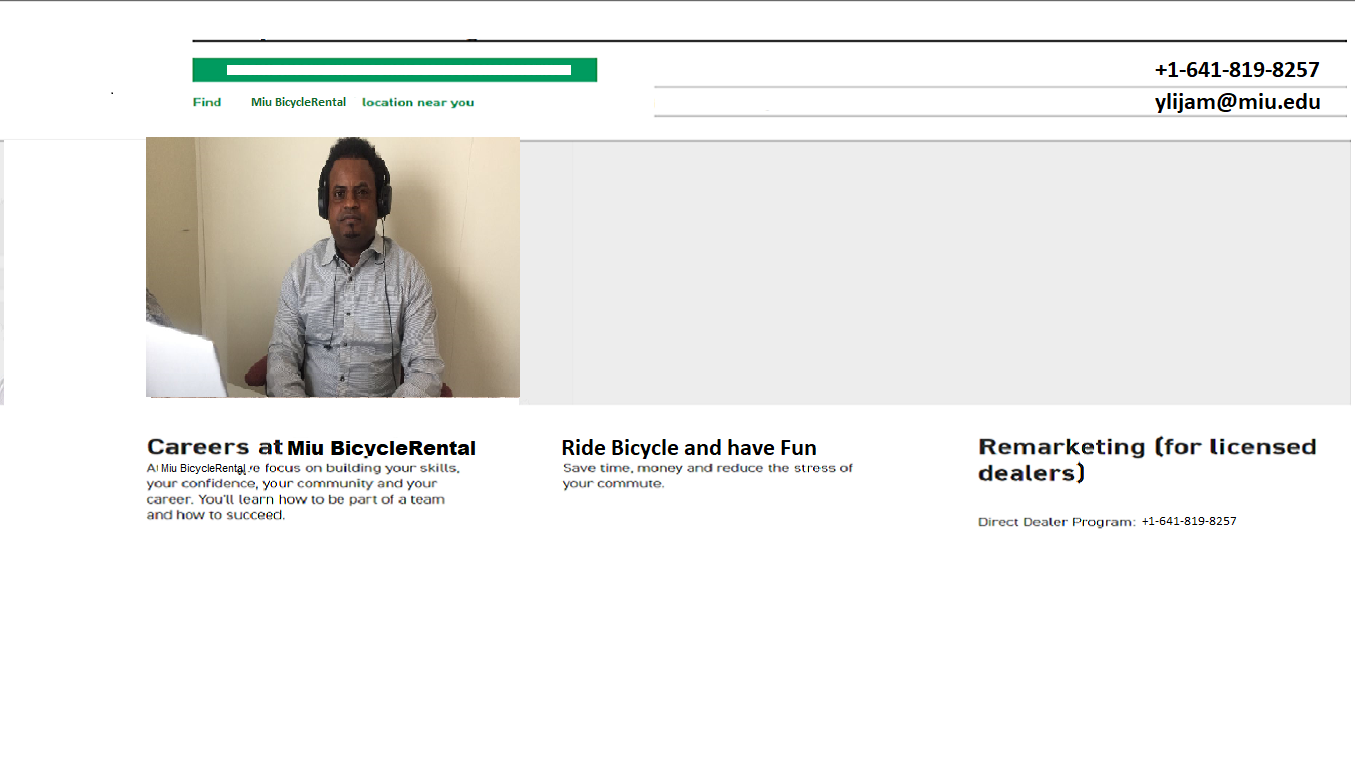 +1-641-819-8257
Find Miu BicycleRental location near you
ylijam@miu.edu
Careers at Miu BicycleRental
At Miu BicycleRental re focus on building your skills,
your confidence, your community and your
career. You'll learn how to be part of a team
and how to succeed.
Ride Bicycle and have Fun
Save time, money and reduce the stress of
your commute.
Remarketing (for licensed
dealers)
Direct Dealer Program: +1-641-819-8257